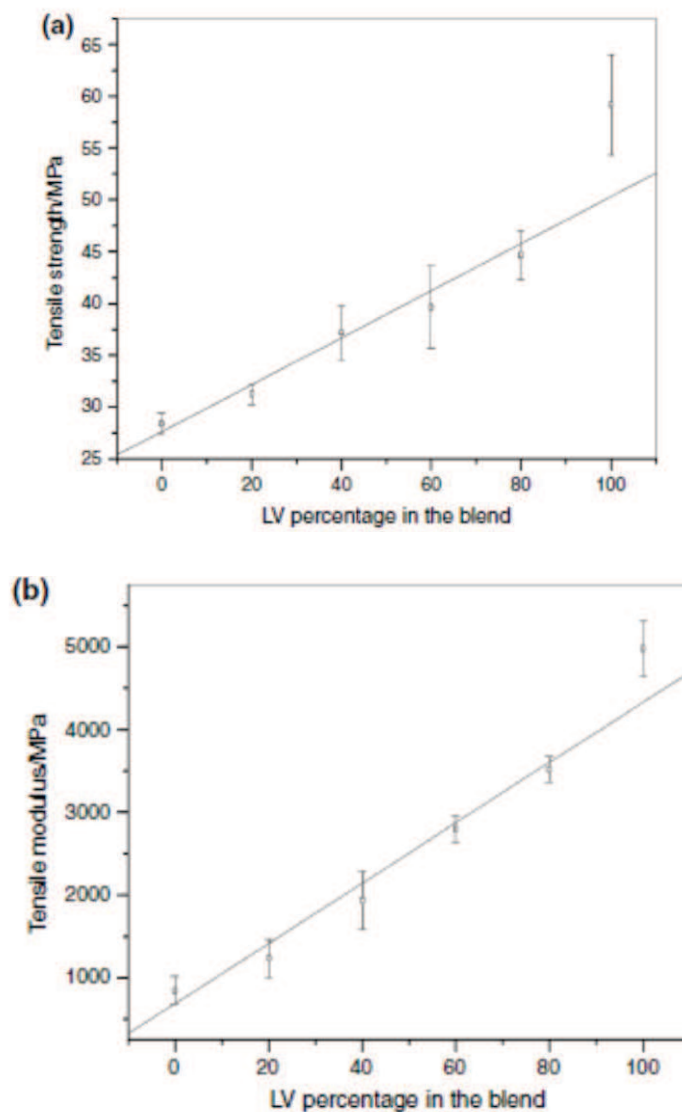 (a)
65
60
55
50
45
40
35
30
25
Tensile strength/MPa
0 20 40 60 80 100
LV percentage in the blend
(b)
5000
4000
3000
2000
1000
Tensile modulus/MPa
0 20 40 60 80 100
LV percentage in the blend